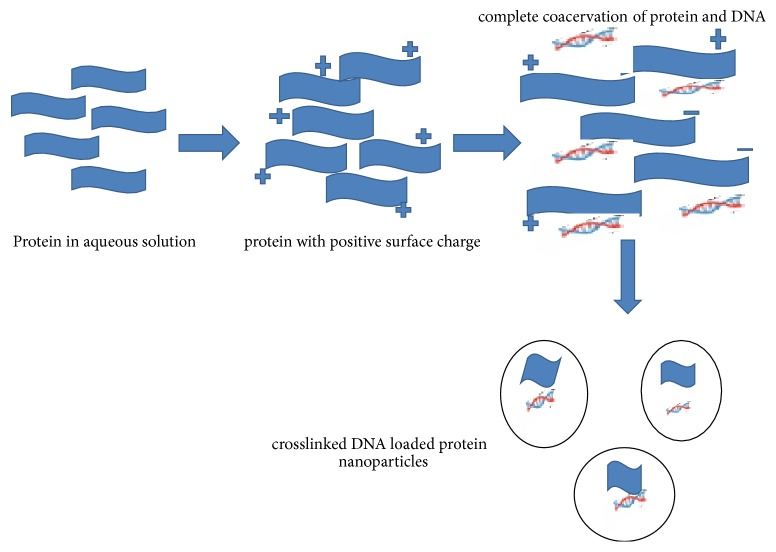 complete coacervation of protein and DNA
Protein in aqueous solution
protein with positive surface charge
crosslinked DNA loaded protein
nanoparticles